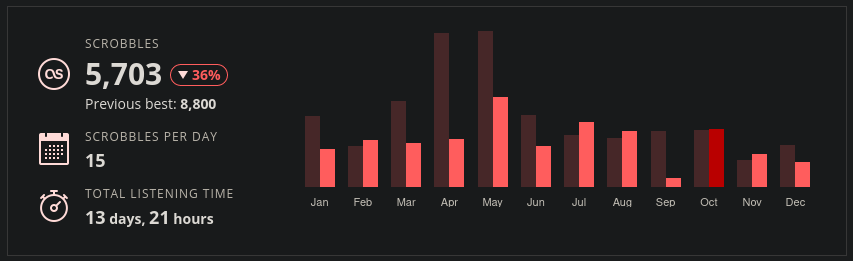 SCROBBLES
5,703 ▼ 36%
Previous best: 8,800
SCROBBLES PER DAY
15
TOTAL LISTENING TIME
13 days, 21 hours
Jan Feb Mar Apr May Jun Jul Aug Sep Oct Nov Dec